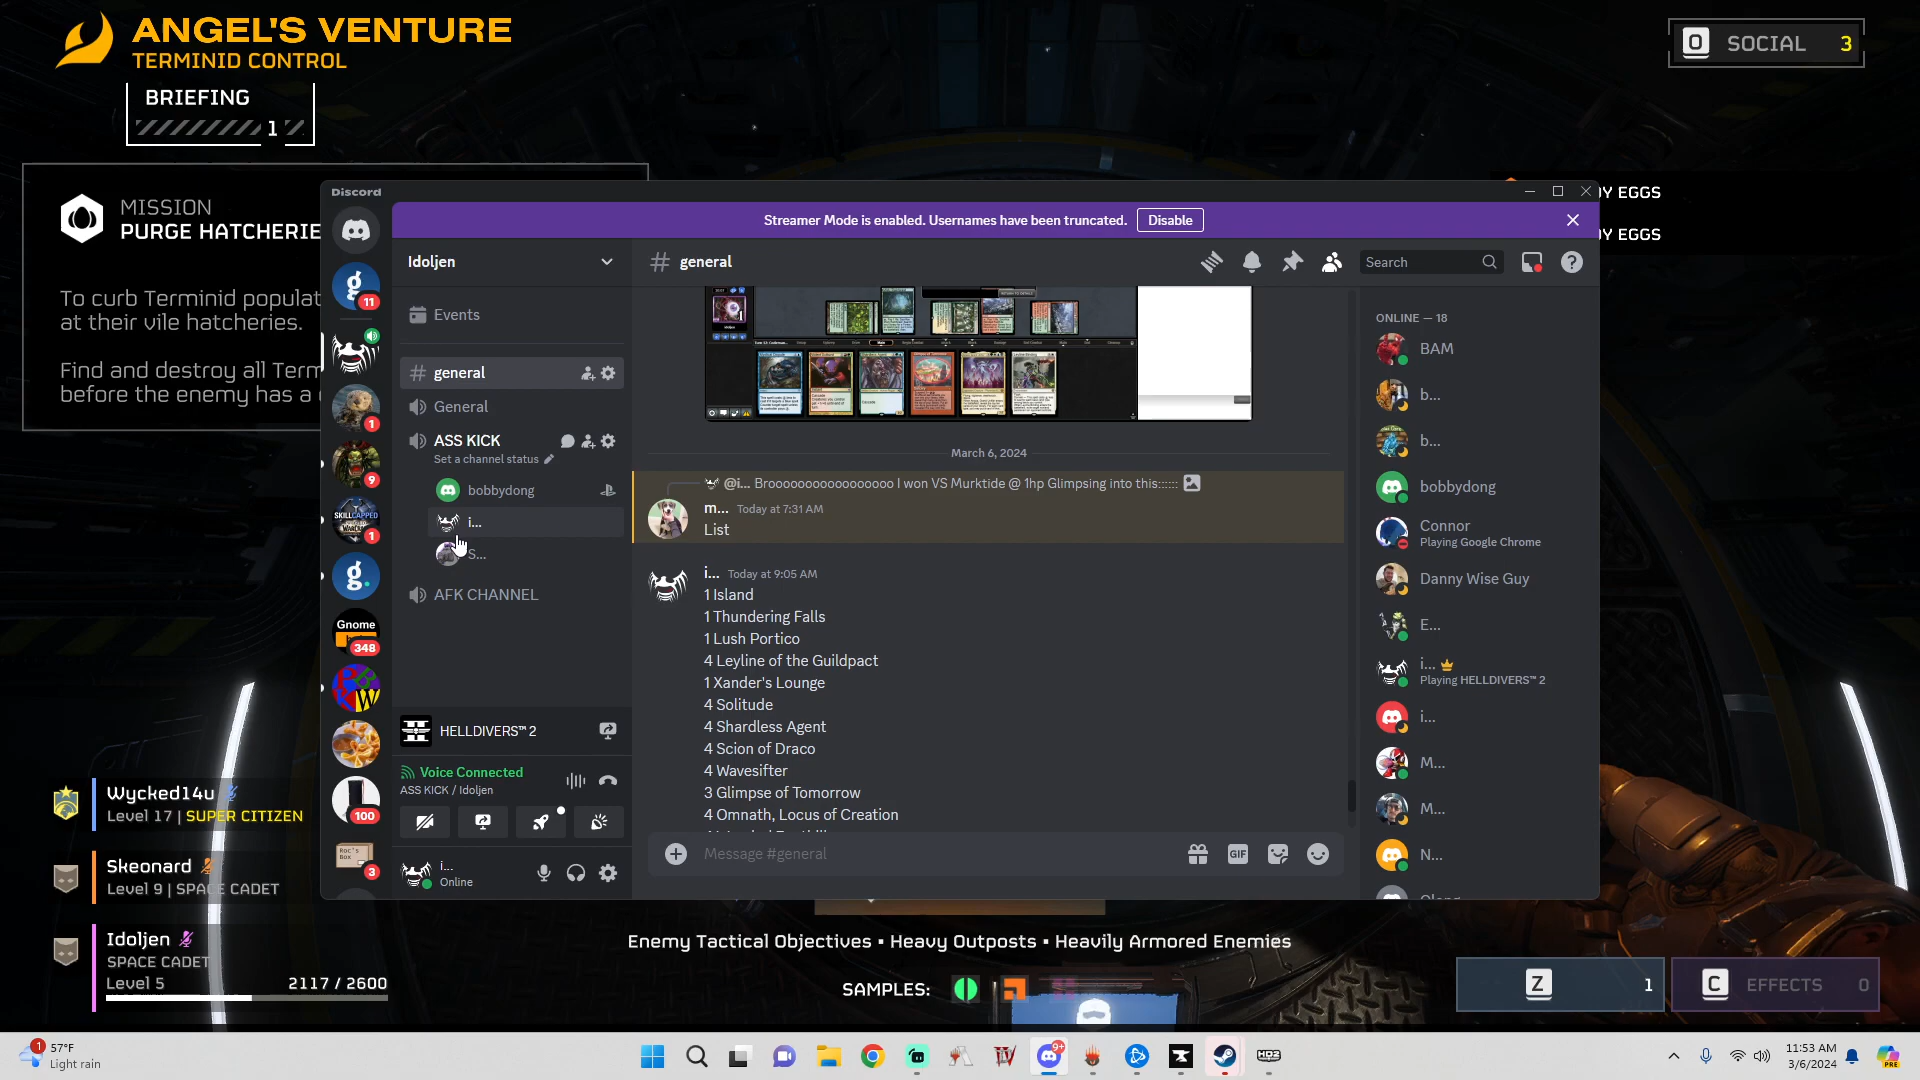 ANGEL'S VENTURE
TERMINID CONTROL
BRIEFING
1
O SOCIAL 3
MISSION
PURGE HATCHERIE
To curb Terminid populat
at their vile hatcheries.
Find and destroy all Term
before the enemy has a
Y EGGS
Y EGGS
Discord
Streamer Mode is enabled. Usernames have been truncated. Disable
Idoljen
general
Search
Events
general
General
ASS KICK
Set a channel status
bobbydong
i...
S...
AFK CHANNEL
11
1
9
SKILLCAPPED
1
Gnome
348
100
Roc's
Box
3
HELLDIVERS™ 2
Voice Connected
ASS KICK / Idoljen
i...
Online
March 6, 2024
@i... Brooooooooooooooooo I won VS Murktide @ 1hp Glimpsing into this::::::
m... Today at 7:31 AM
List
i... Today at 9:05 AM
1 Island
1 Thundering Falls
1 Lush Portico
4 Leyline of the Guildpact
1 Xander's Lounge
4 Solitude
4 Shardless Agent
4 Scion of Draco
4 Wavesifter
3 Glimpse of Tomorrow
4 Omnath, Locus of Creation
Message #general
GIF
ONLINE — 18
BAM
b...
b...
bobbydong
Connor
Playing Google Chrome
Danny Wise Guy
E...
i...
Playing HELLDIVERS™ 2
i...
M...
M...
N...
Wycked14u
Level 17 | SUPER CITIZEN
Skeonard
Level 9 | SPACE CADET
Idoljen
SPACE CADET
Level 5 2117 / 2600
Enemy Tactical Objectives • Heavy Outposts • Heavily Armored Enemies
SAMPLES:
Z 1
C EFFECTS 0
1
57°F
Light rain
9+
HD2
11:53 AM
3/6/2024
PRE